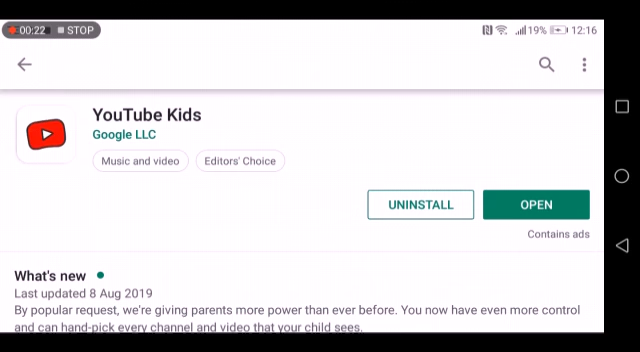 00:22 STOP 19% 12:16
YouTube Kids
Google LLC
Music and video Editors' Choice
UNINSTALL OPEN
Contains ads
What's new
Last updated 8 Aug 2019
By popular request, we're giving parents more power than ever before. You now have even more control
and can hand-pick every channel and video that your child sees.